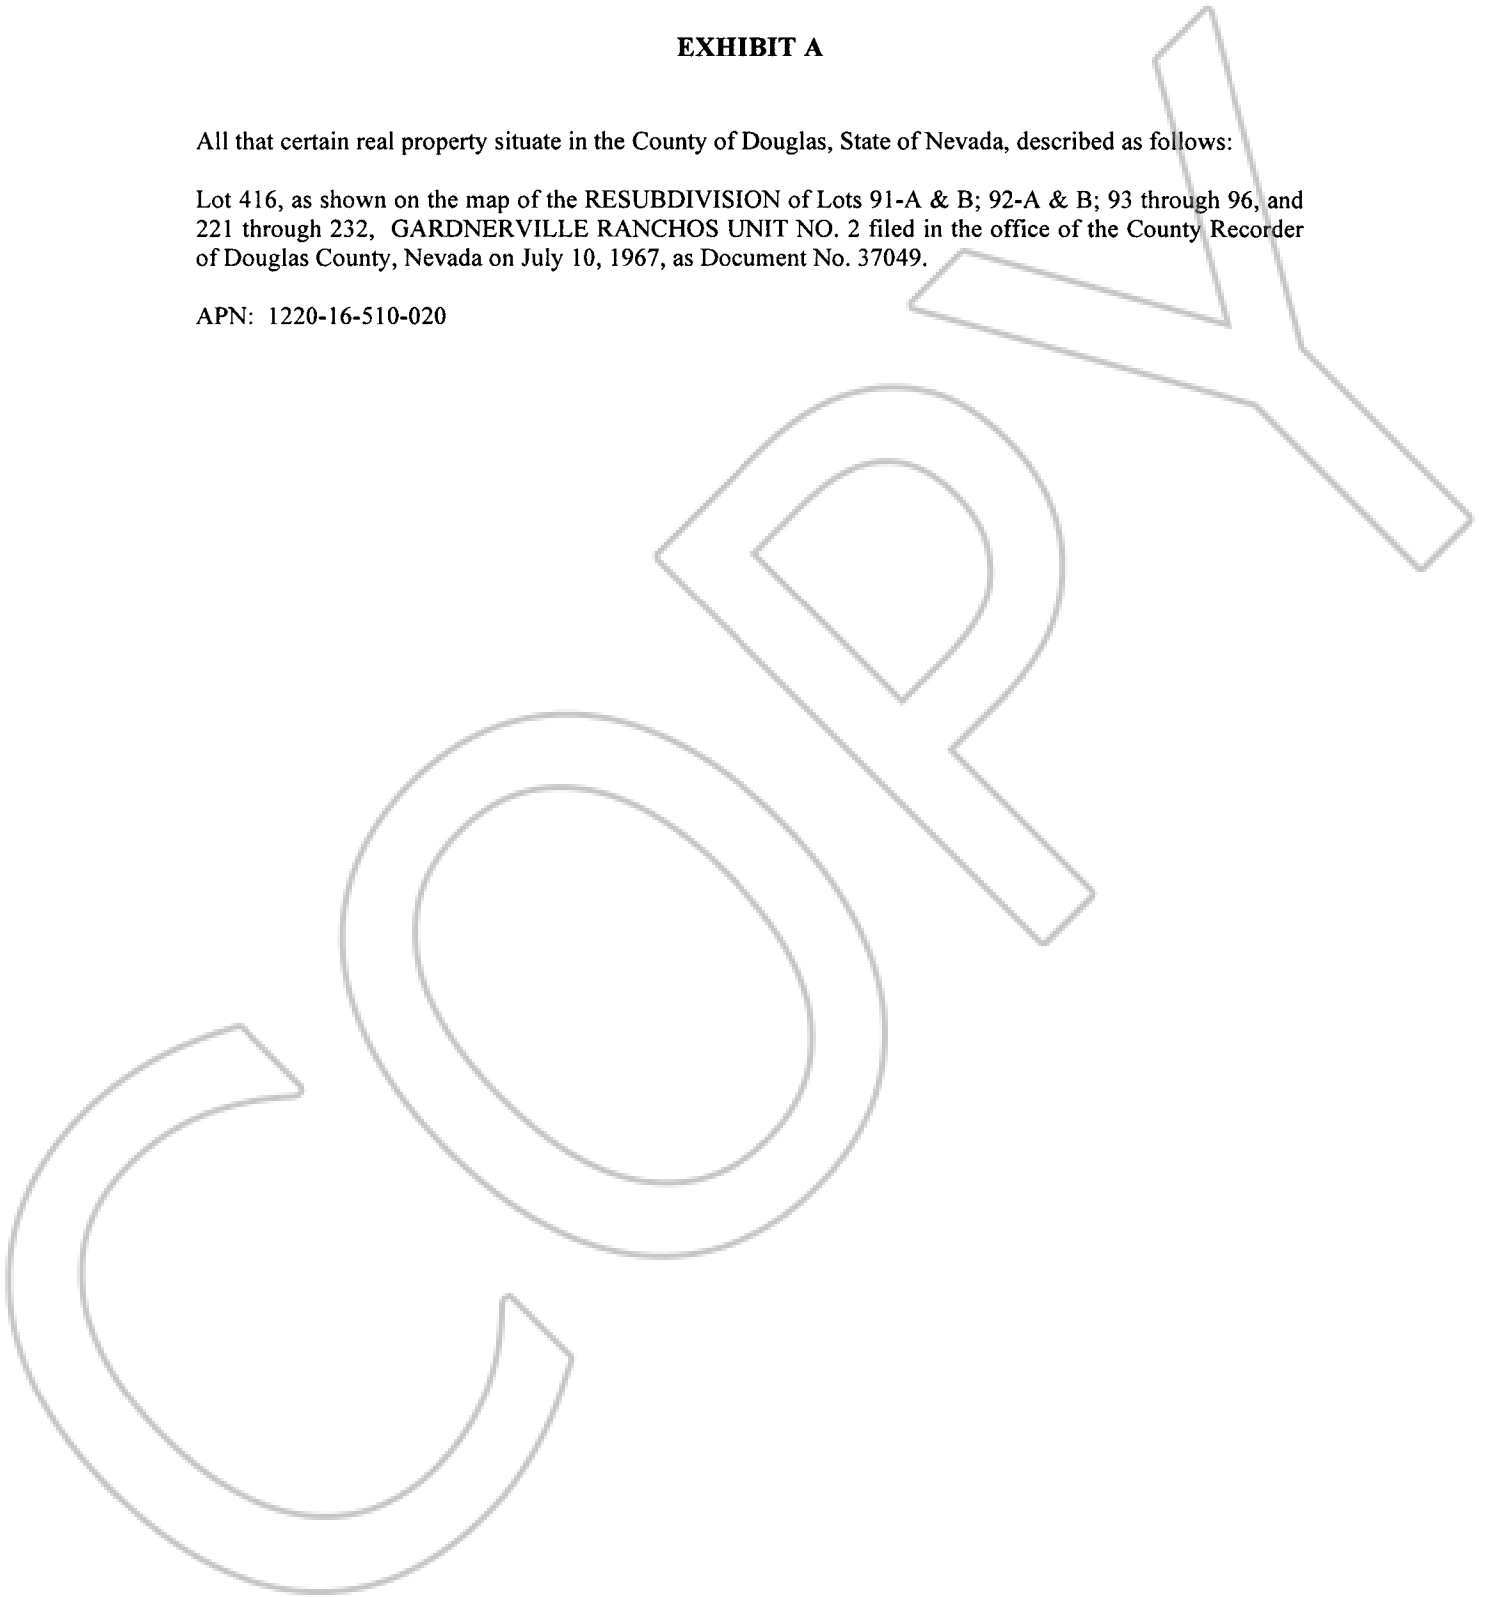 EXHIBIT A
All that certain real property situate in the County of Douglas, State of Nevada, described as follows:
Lot 416, as shown on the map of the RESUBDIVISION of Lots 91-A & B; 92-A & B; 93 through 96, and
221 through 232, GARDNERVILLE RANCHOS UNIT NO. 2 filed in the office of the County Recorder
of Douglas County, Nevada on July 10, 1967, as Document No. 37049.
APN: 1220-16-510-020
COPY